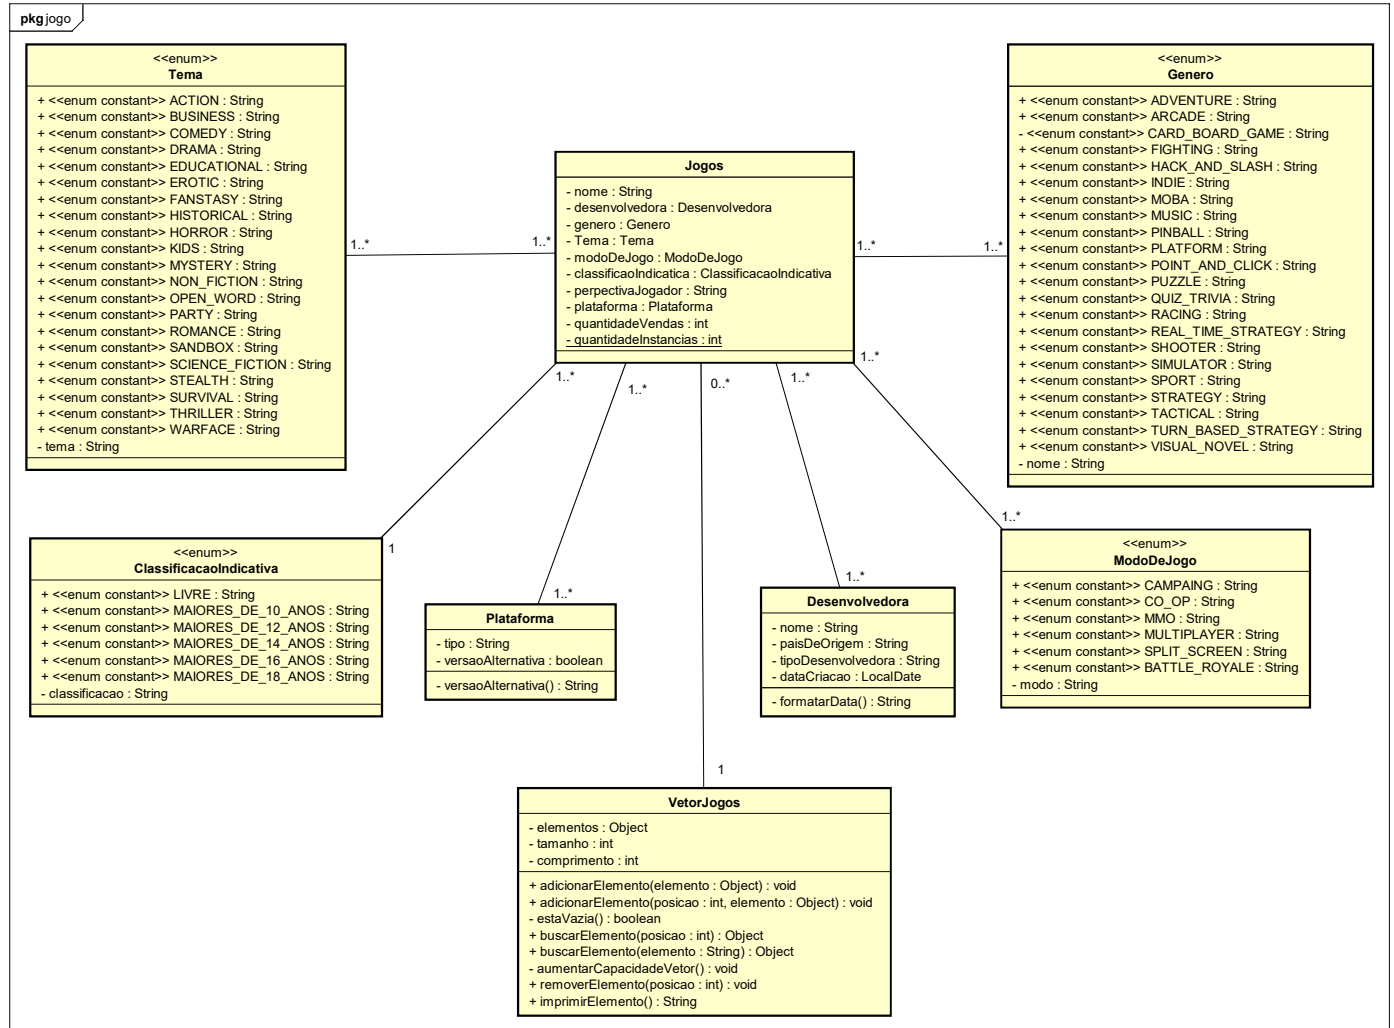 pkg jogo
<<enum>>
Tema
+ <<enum constant>> ACTION : String
+ <<enum constant>> BUSINESS : String
+ <<enum constant>> COMEDY : String
+ <<enum constant>> DRAMA : String
+ <<enum constant>> EDUCATIONAL : String
+ <<enum constant>> EROTIC : String
+ <<enum constant>> FANSTASY : String
+ <<enum constant>> HISTORICAL : String
+ <<enum constant>> HORROR : String
+ <<enum constant>> KIDS : String
+ <<enum constant>> MYSTERY : String
+ <<enum constant>> NON_FICTION : String
+ <<enum constant>> OPEN_WORD : String
+ <<enum constant>> PARTY : String
+ <<enum constant>> ROMANCE : String
+ <<enum constant>> SANDBOX : String
+ <<enum constant>> SCIENCE_FICTION : String
+ <<enum constant>> STEALTH : String
+ <<enum constant>> SURVIVAL : String
+ <<enum constant>> THRILLER : String
+ <<enum constant>> WARFACE : String
- tema : String
1..*
1..*
Jogos
- nome : String
- desenvolvedora : Desenvolvedora
- genero : Genero
- Tema : Tema
- modoDeJogo : ModoDeJogo
- classificaoIndicatica : ClassificacaoIndicativa
- perpectivaJogador : String
- plataforma : Plataforma
- quantidadeVendas : int
- quantidadeInstancias : int
1..*
1..*
<<enum>>
Genero
+ <<enum constant>> ADVENTURE : String
+ <<enum constant>> ARCADE : String
- <<enum constant>> CARD_BOARD_GAME : String
+ <<enum constant>> FIGHTING : String
+ <<enum constant>> HACK_AND_SLASH : String
+ <<enum constant>> INDIE : String
+ <<enum constant>> MOBA : String
+ <<enum constant>> MUSIC : String
+ <<enum constant>> PINBALL : String
+ <<enum constant>> PLATFORM : String
+ <<enum constant>> POINT_AND_CLICK : String
+ <<enum constant>> PUZZLE : String
+ <<enum constant>> QUIZ_TRIVIA : String
+ <<enum constant>> RACING : String
+ <<enum constant>> REAL_TIME_STRATEGY : String
+ <<enum constant>> SHOOTER : String
+ <<enum constant>> SIMULATOR : String
+ <<enum constant>> SPORT : String
+ <<enum constant>> STRATEGY : String
+ <<enum constant>> TACTICAL : String
+ <<enum constant>> TURN_BASED_STRATEGY : String
+ <<enum constant>> VISUAL_NOVEL : String
- nome : String
1..*
1..*
0..*
1..*
1..*
1
1..*
1..*
1..*
<<enum>>
ClassificacaoIndicativa
+ <<enum constant>> LIVRE : String
+ <<enum constant>> MAIORES_DE_10_ANOS : String
+ <<enum constant>> MAIORES_DE_12_ANOS : String
+ <<enum constant>> MAIORES_DE_14_ANOS : String
+ <<enum constant>> MAIORES_DE_16_ANOS : String
+ <<enum constant>> MAIORES_DE_18_ANOS : String
- classificacao : String
Plataforma
- tipo : String
- versaoAlternativa : boolean
- versaoAlternativa() : String
Desenvolvedora
- nome : String
- paisDeOrigem : String
- tipoDesenvolvedora : String
- dataCriacao : LocalDate
- formatarData() : String
<<enum>>
ModoDeJogo
+ <<enum constant>> CAMPAING : String
+ <<enum constant>> CO_OP : String
+ <<enum constant>> MMO : String
+ <<enum constant>> MULTIPLAYER : String
+ <<enum constant>> SPLIT_SCREEN : String
+ <<enum constant>> BATTLE_ROYALE : String
- modo : String
1
VetorJogos
- elementos : Object
- tamanho : int
- comprimento : int
+ adicionarElemento(elemento : Object) : void
+ adicionarElemento(posicao : int, elemento : Object) : void
- estaVazia() : boolean
+ buscarElemento(posicao : int) : Object
+ buscarElemento(elemento : String) : Object
- aumentarCapacidadeVetor() : void
+ removerElemento(posicao : int) : void
+ imprimirElemento() : String